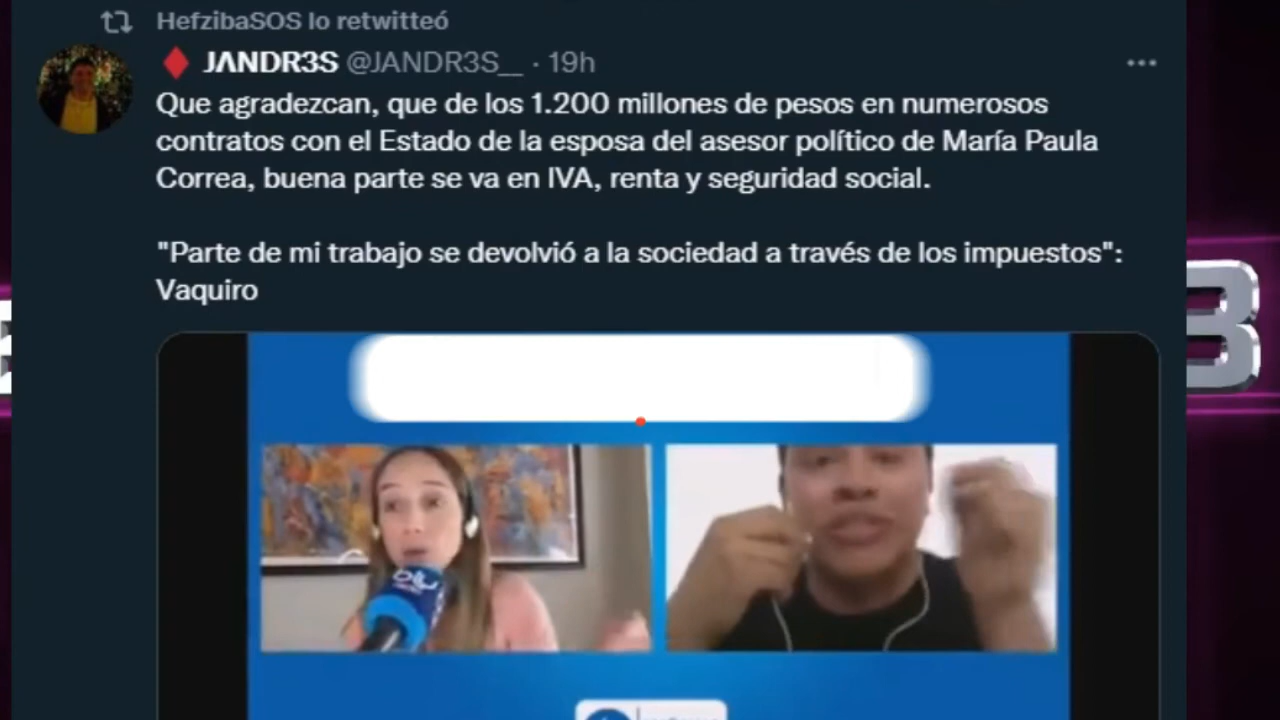 HefzibaSOS lo retwitteó
JANDR3S @JANDR3S__ · 19h
Que agradezcan, que de los 1.200 millones de pesos en numerosos
contratos con el Estado de la esposa del asesor político de María Paula
Correa, buena parte se va en IVA, renta y seguridad social.
"Parte de mi trabajo se devolvió a la sociedad a través de los impuestos":
Vaquiro
blu